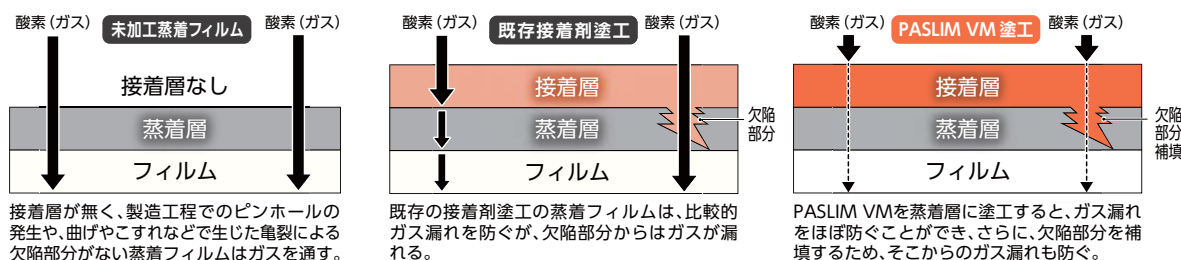 酸素（ガス） 未加工蒸着フィルム 酸素（ガス）
接着層なし
蒸着層
フィルム
接着層が無く、製造工程でのピンホールの
発生や、曲げやこすれなどで生じた亀裂による
欠陥部分がない蒸着フィルムはガスを通す。
酸素（ガス） 既存接着剤塗工 酸素（ガス）
接着層
蒸着層
欠陥
部分
フィルム
既存の接着剤塗工の蒸着フィルムは、比較的
ガス漏れを防ぐが、欠陥部分からはガスが漏
れる。
酸素（ガス） PASLIM VM 塗工 酸素（ガス）
接着層
蒸着層
欠陥
部分
補填
フィルム
PASLIM VMを蒸着層に塗工すると、ガス漏れ
をほぼ防ぐことができ、さらに、欠陥部分を補
填するため、そこからのガス漏れも防ぐ。